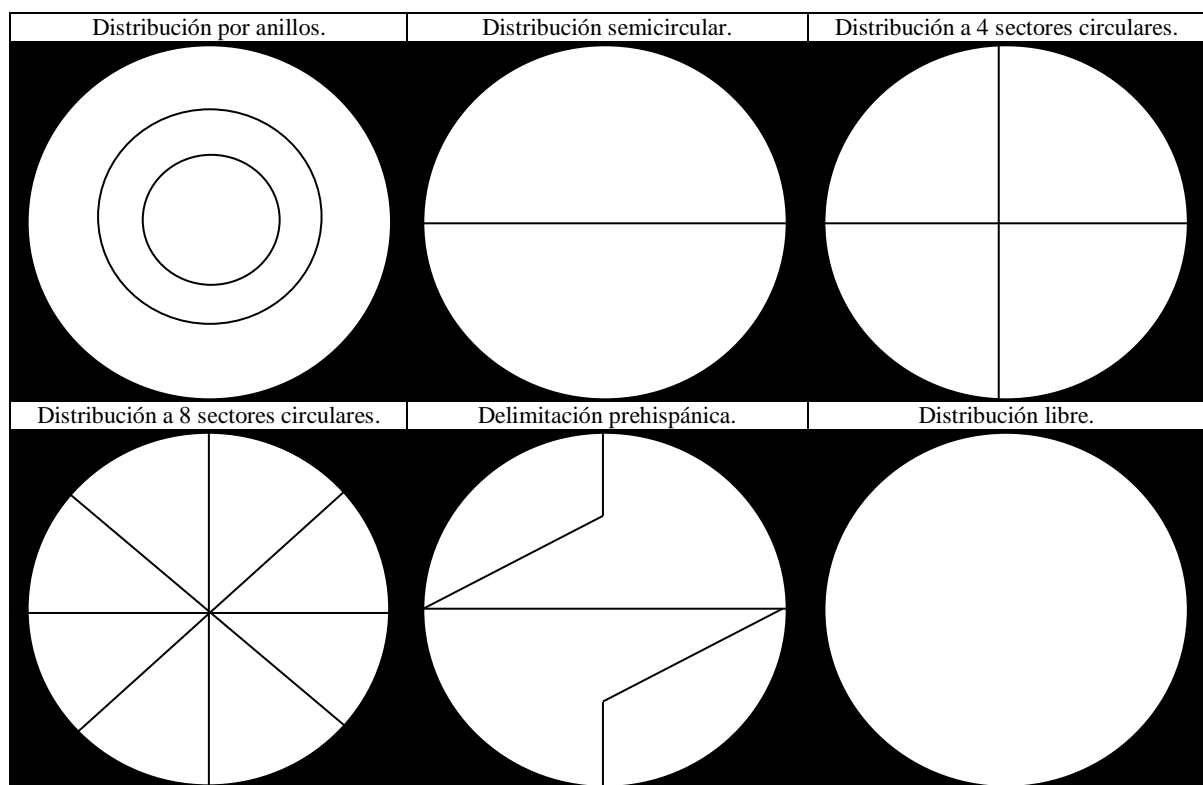 Distribución por anillos.
Distribución semicircular.
Distribución a 4 sectores circulares.
Distribución a 8 sectores circulares.
Delimitación prehispánica.
Distribución libre.